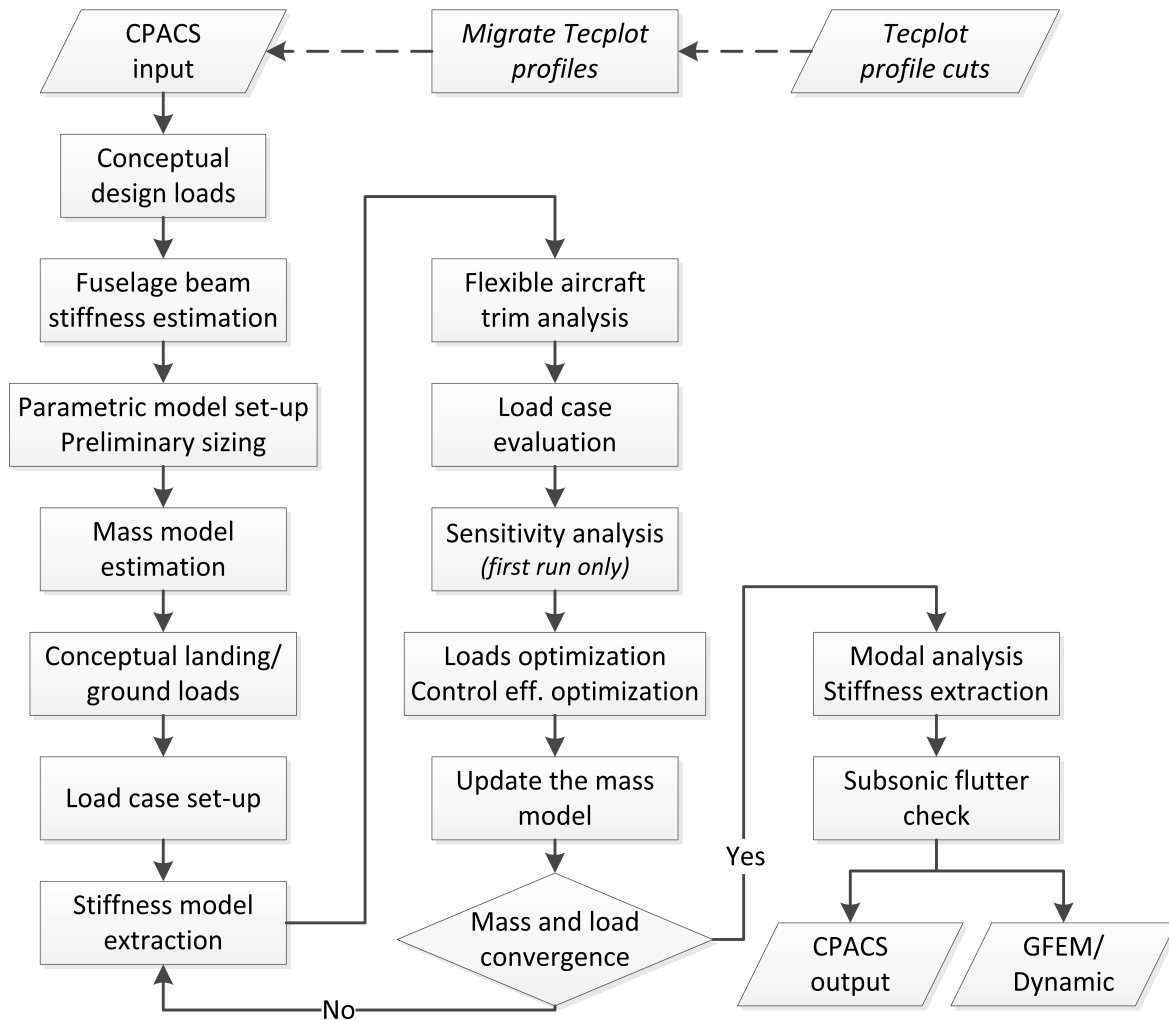 CPACS
input
Migrate Tecplot
profiles
Tecplot
profile cuts
Conceptual
design loads
Fuselage beam
stiffness estimation
Parametric model set-up
Preliminary sizing
Mass model
estimation
Conceptual landing/
ground loads
Load case set-up
Stiffness model
extraction
Flexible aircraft
trim analysis
Load case
evaluation
Sensitivity analysis
(first run only)
Loads optimization
Control eff. optimization
Update the mass
model
Mass and load
convergence
No
Yes
Modal analysis
Stiffness extraction
Subsonic flutter
check
CPACS
output
GFEM/
Dynamic